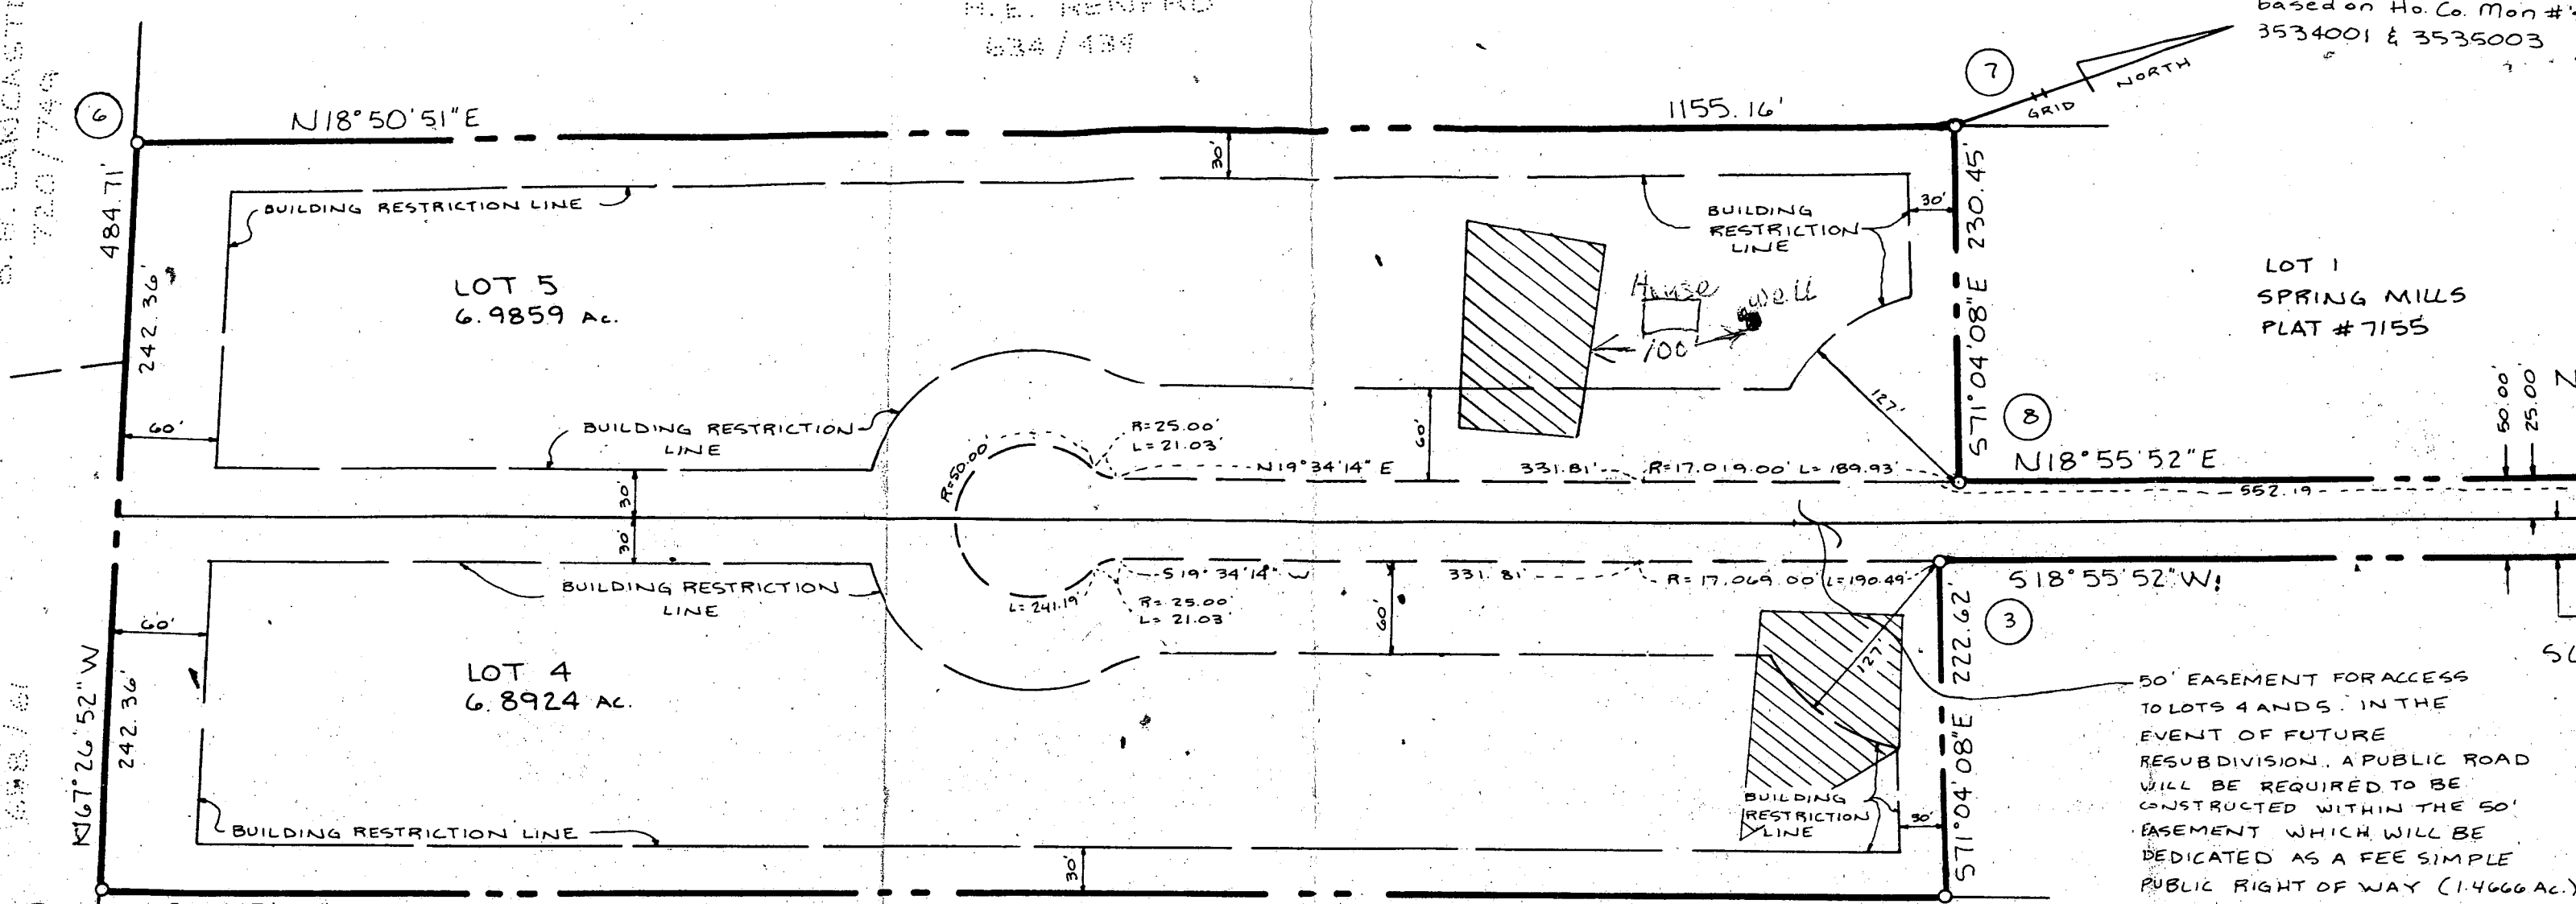 H.E. RENFRO
634/439
based on Ho. Co. Mon #'s
3534001 & 3535003
LANCASTER
720/749
6
N18°50'51"E
1155.16'
7
GRID NORTH
484.71'
242.36'
BUILDING RESTRICTION LINE
30'
BUILDING
RESTRICTION
LINE
30'
S71°04'08"E 230.45'
LOT 5
6.9859 Ac.
House
well
100'
LOT 1
SPRING MILLS
PLAT # 7155
127'
60'
BUILDING RESTRICTION
LINE
R=50.00'
R=25.00'
L=21.03'
60'
N19°34'14"E
331.81'
R=17,019.00' L=189.93'
8
N18°55'52"E
552.19
50.00'
25.00'
30'
30'
BUILDING RESTRICTION
LINE
L=241.19'
S19°34'14"W
R=25.00'
L=21.03'
331.81'
R=17,069.00' L=190.49'
S18°55'52"W
60'
60'
127'
3
S71°04'08"E 222.62'
N67°26'52"W
242.36'
LOT 4
6.8924 Ac.
BUILDING RESTRICTION LINE
30'
BUILDING
RESTRICTION
LINE
30'
50' EASEMENT FOR ACCESS
TO LOTS 4 AND 5. IN THE
EVENT OF FUTURE
RESUBDIVISION, A PUBLIC ROAD
WILL BE REQUIRED TO BE
CONSTRUCTED WITHIN THE 50'
EASEMENT WHICH WILL BE
DEDICATED AS A FEE SIMPLE
PUBLIC RIGHT OF WAY (1.4666 AC.)